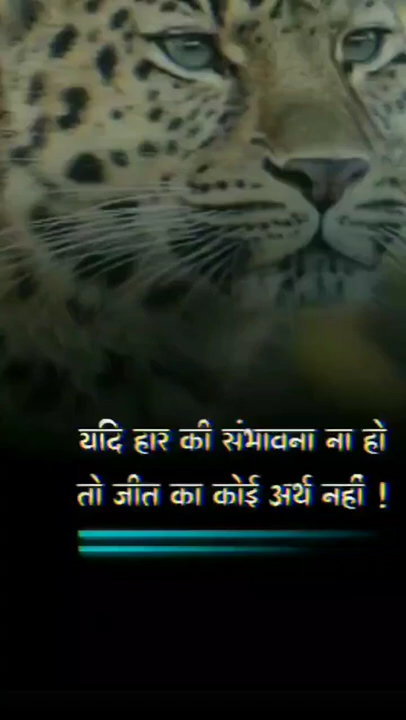 यदि हार की संभावना ना हो
तो जीत का कोई अर्थ नहीं !